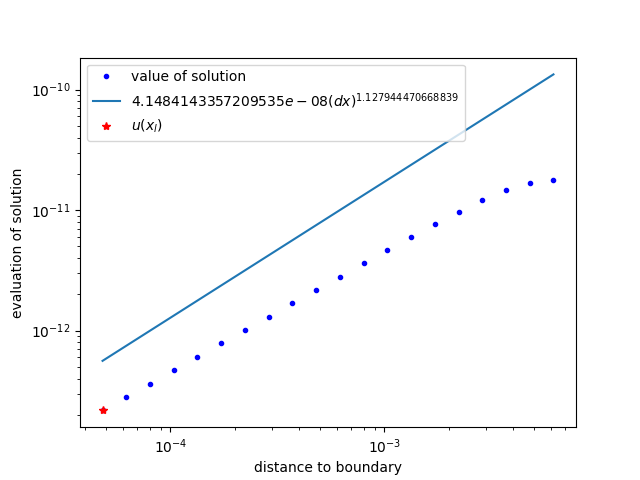 value of solution
4.1484143357209535e − 08(dx)^1.127944470668839
u(x_l)
10^−10
10^−11
10^−12
evaluation of solution
10^−4 10^−3
distance to boundary